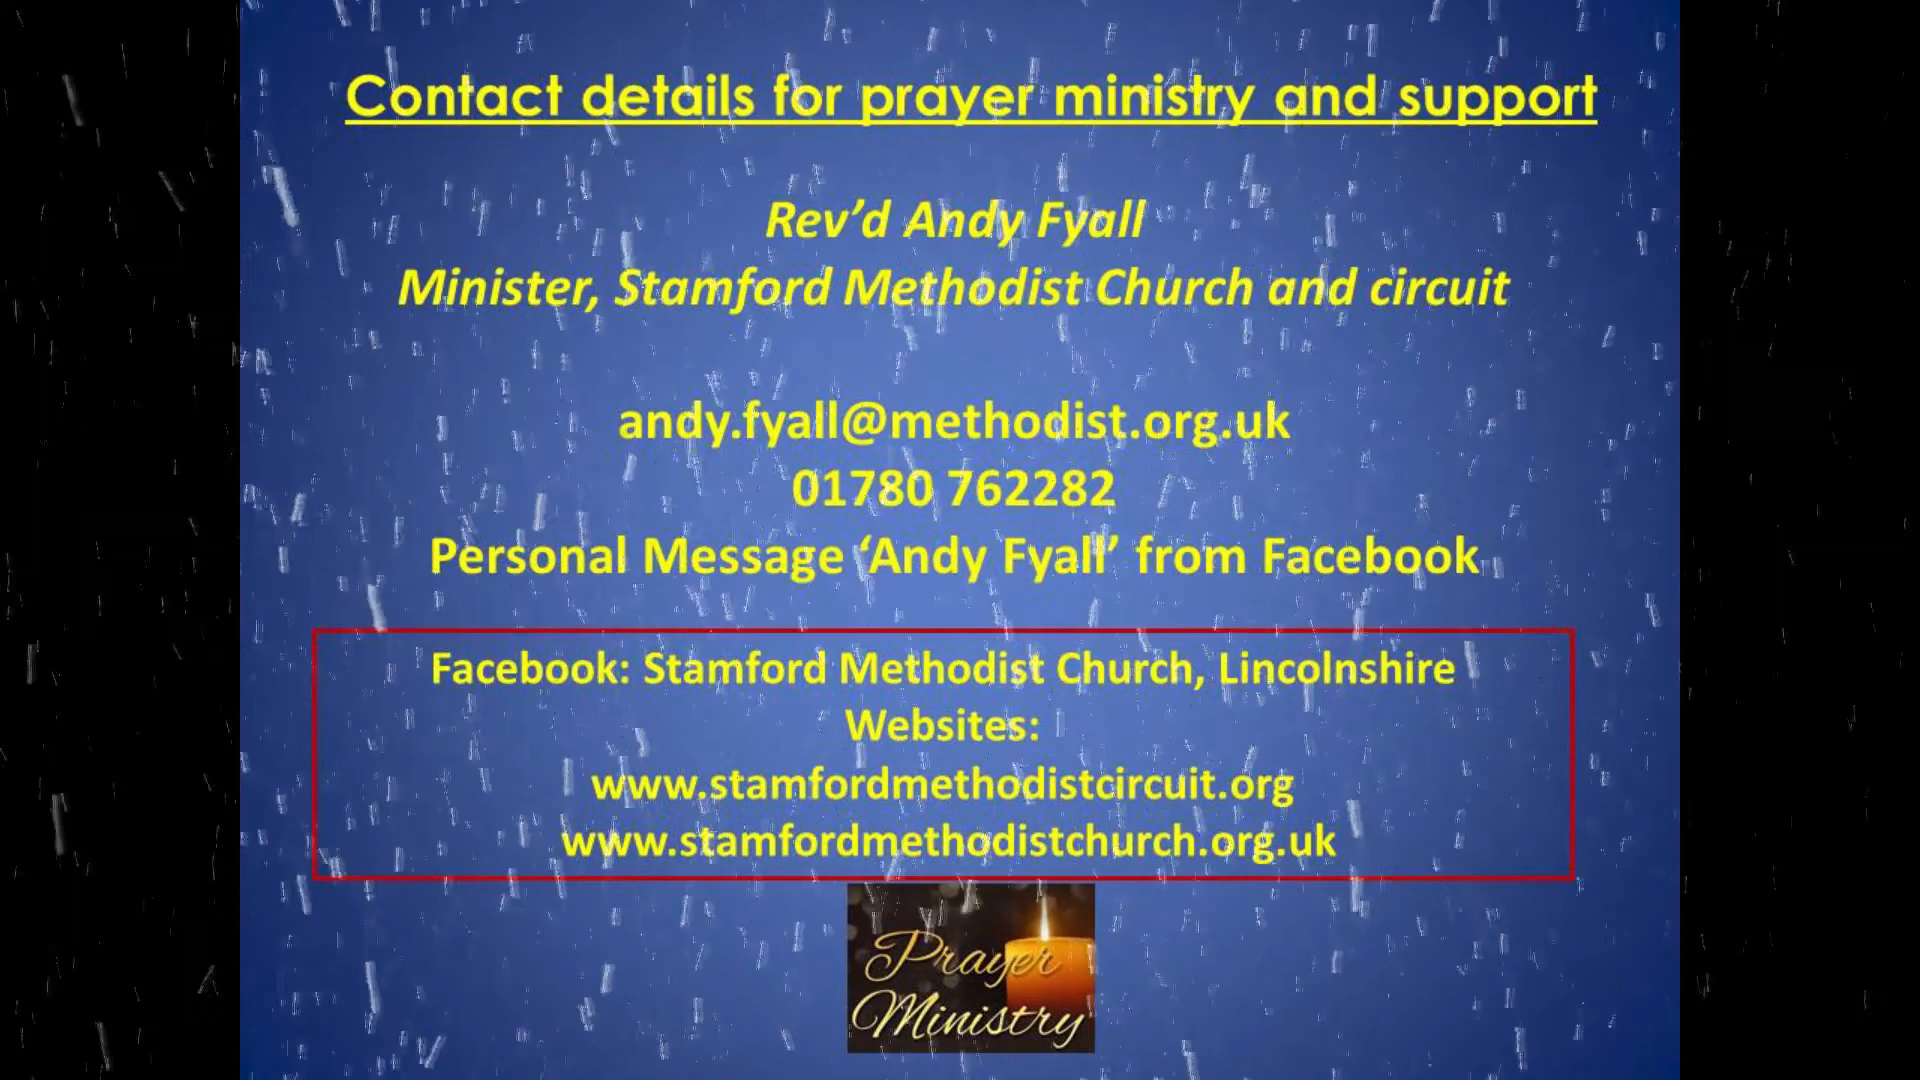 Contact details for prayer ministry and support
Rev’d Andy Fyall
Minister, Stamford Methodist Church and circuit
andy.fyall@methodist.org.uk
01780 762282
Personal Message ‘Andy Fyall’ from Facebook
Facebook: Stamford Methodist Church, Lincolnshire
Websites:
www.stamfordmethodistcircuit.org
www.stamfordmethodistchurch.org.uk
Prayer
Ministry